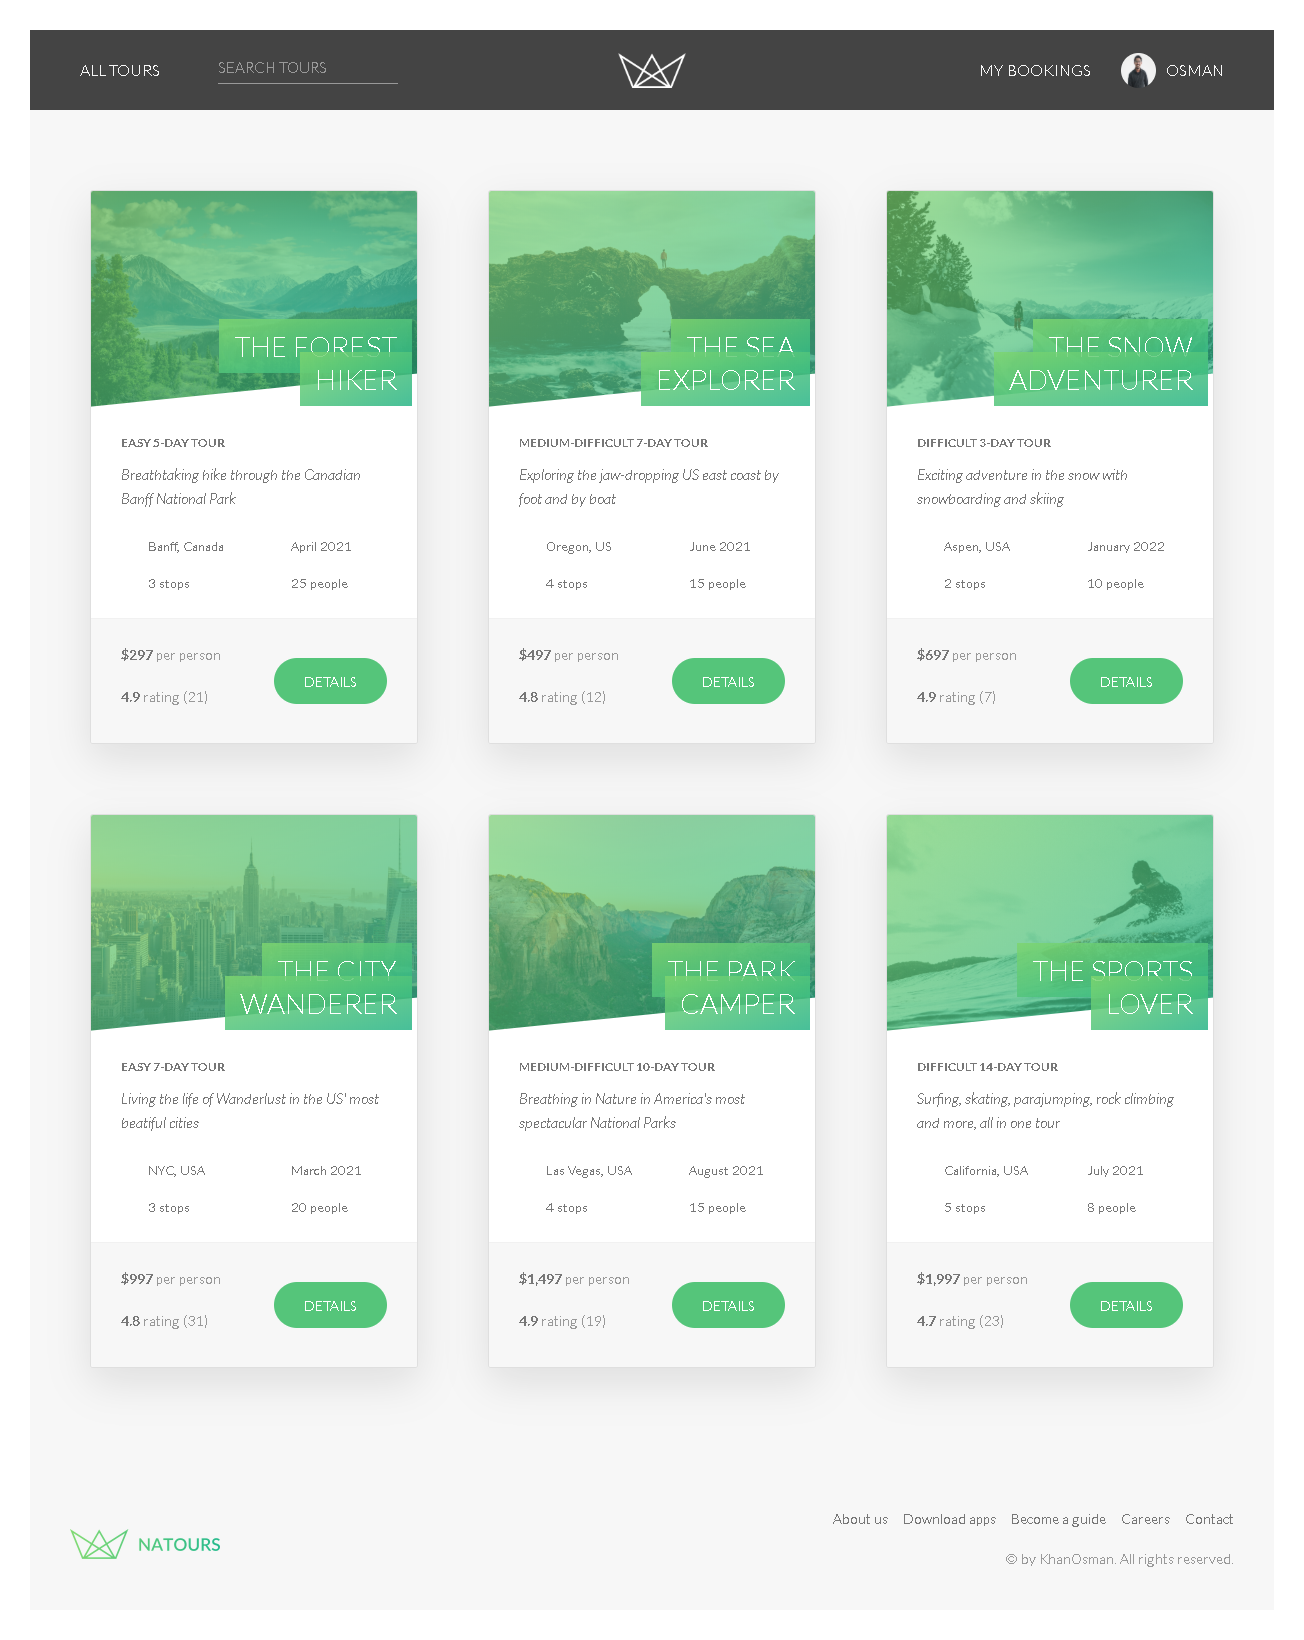 ALL TOURS
SEARCH TOURS
MY BOOKINGS
OSMAN
THE FOREST
HIKER
EASY 5-DAY TOUR
Breathtaking hike through the Canadian
Banff National Park
Banff, Canada
April 2021
3 stops
25 people
$297 per person
4.9 rating (21)
DETAILS
THE SEA
EXPLORER
MEDIUM-DIFFICULT 7-DAY TOUR
Exploring the jaw-dropping US east coast by
foot and by boat
Oregon, US
June 2021
4 stops
15 people
$497 per person
4.8 rating (12)
DETAILS
THE SNOW
ADVENTURER
DIFFICULT 3-DAY TOUR
Exciting adventure in the snow with
snowboarding and skiing
Aspen, USA
January 2022
2 stops
10 people
$697 per person
4.9 rating (7)
DETAILS
THE CITY
WANDERER
EASY 7-DAY TOUR
Living the life of Wanderlust in the US' most
beatiful cities
NYC, USA
March 2021
3 stops
20 people
$997 per person
4.8 rating (31)
DETAILS
THE PARK
CAMPER
MEDIUM-DIFFICULT 10-DAY TOUR
Breathing in Nature in America's most
spectacular National Parks
Las Vegas, USA
August 2021
4 stops
15 people
$1,497 per person
4.9 rating (19)
DETAILS
THE SPORTS
LOVER
DIFFICULT 14-DAY TOUR
Surfing, skating, parajumping, rock climbing
and more, all in one tour
California, USA
July 2021
5 stops
8 people
$1,997 per person
4.7 rating (23)
DETAILS
NATOURS
About us Download apps Become a guide Careers Contact
© by KhanOsman. All rights reserved.